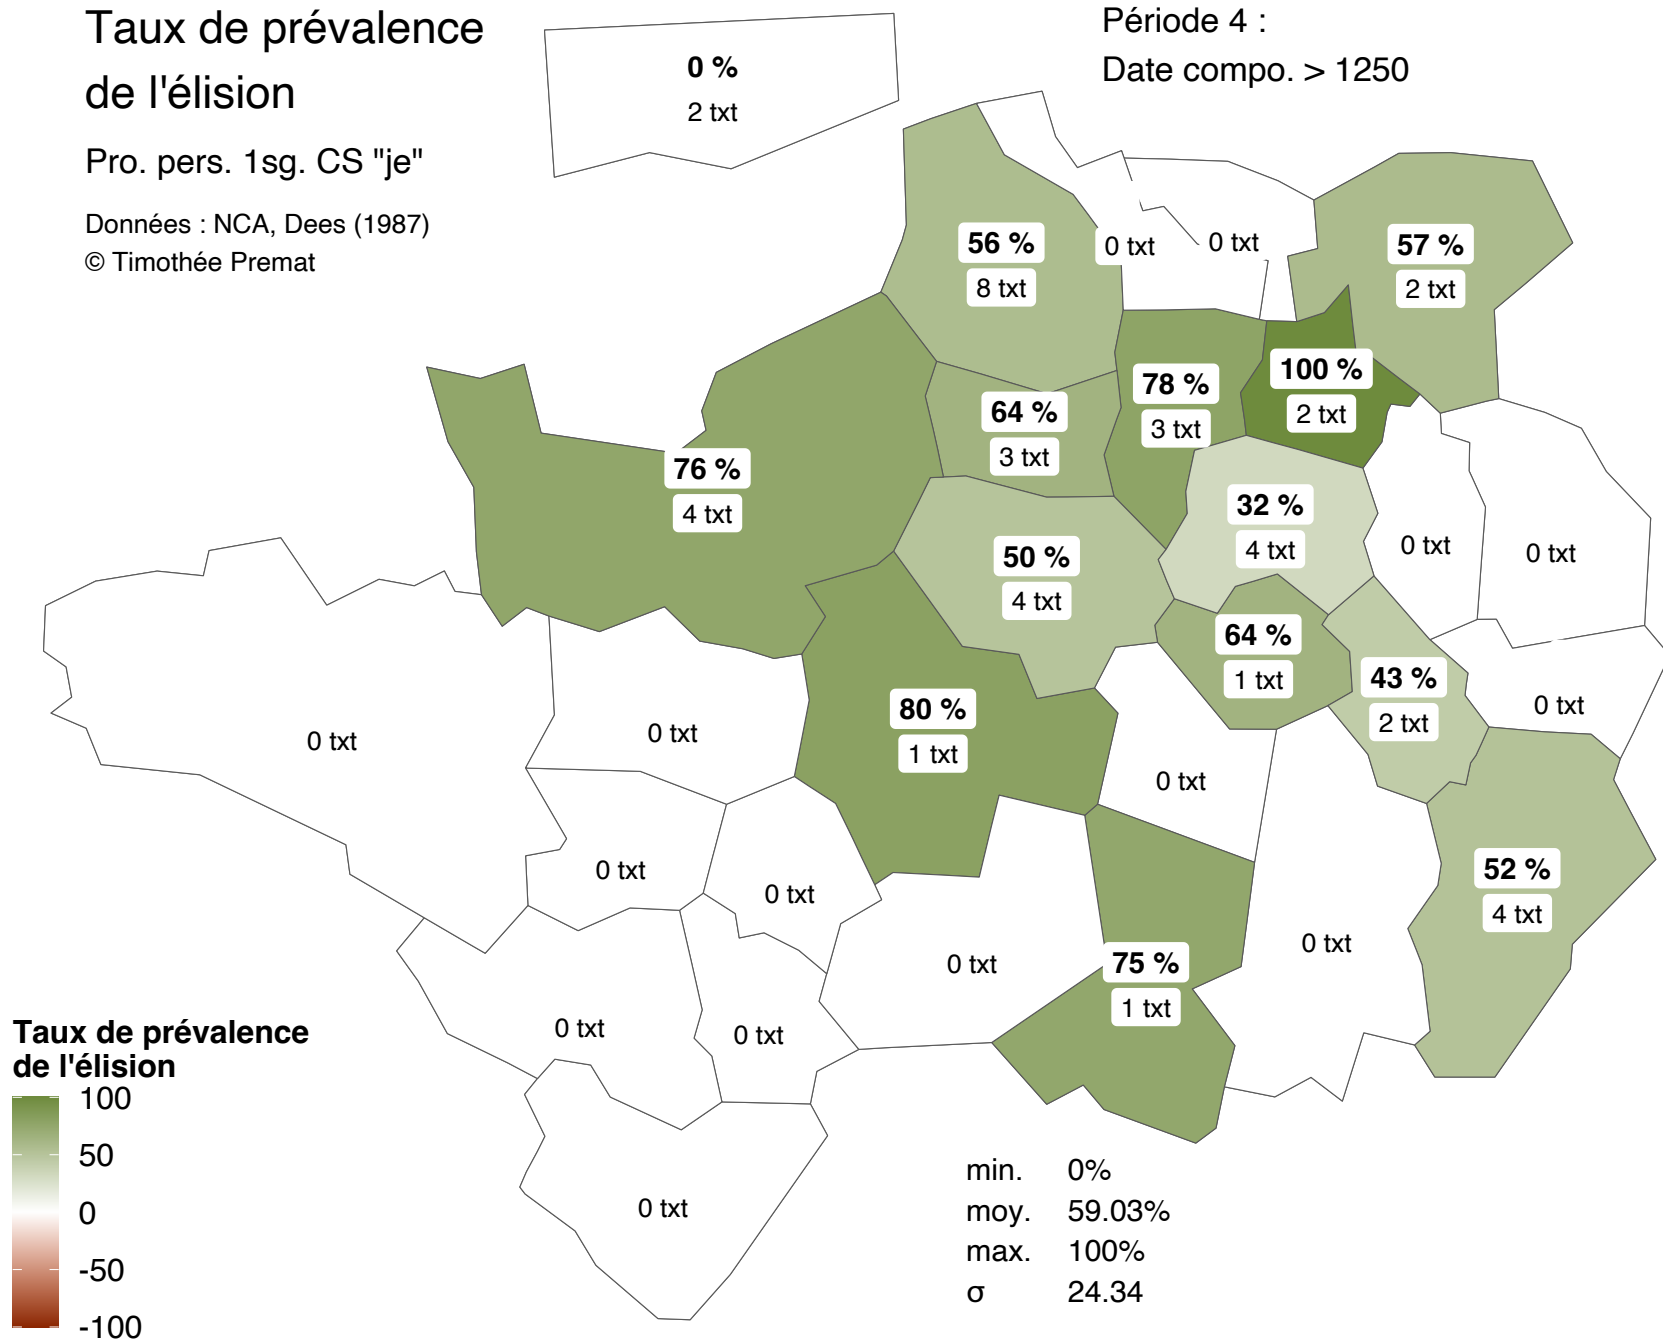 Taux de prévalence
de l'élision
Pro. pers. 1sg. CS "je"
Données : NCA, Dees (1987)
© Timothée Premat
Période 4 :
Date compo. > 1250
0 %
2 txt
56 %
8 txt
0 txt
0 txt
57 %
2 txt
78 %
3 txt
100 %
2 txt
64 %
3 txt
76 %
4 txt
32 %
4 txt
50 %
4 txt
0 txt
0 txt
64 %
1 txt
43 %
2 txt
0 txt
80 %
1 txt
0 txt
0 txt
0 txt
0 txt
0 txt
52 %
4 txt
75 %
1 txt
0 txt
0 txt
0 txt
0 txt
0 txt
Taux de prévalence
de l'élision
100
50
0
-50
-100
min. 0%
moy. 59.03%
max. 100%
σ 24.34